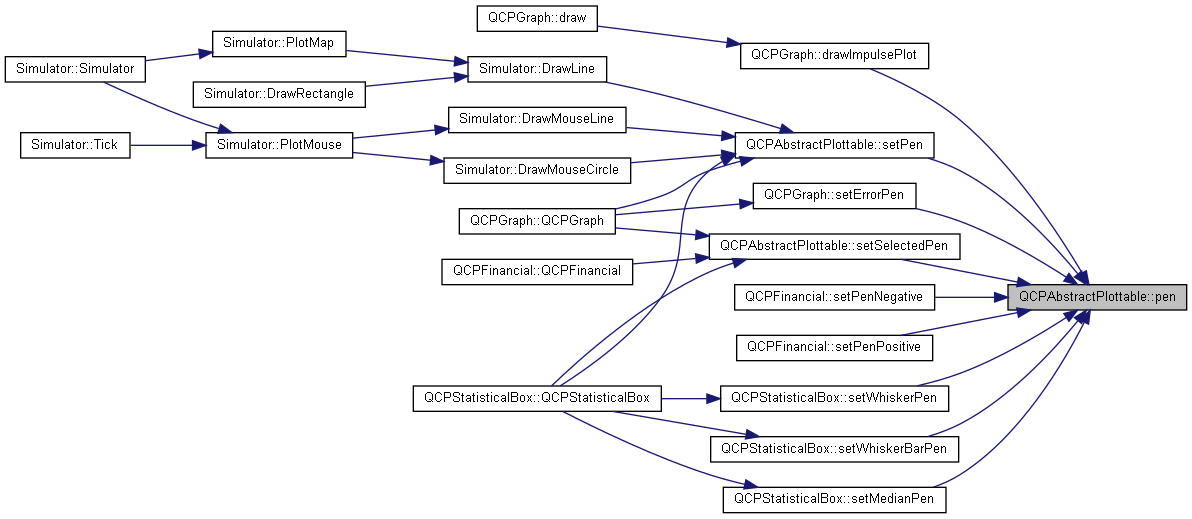 QCPGraph::draw
Simulator::PlotMap
QCPGraph::drawImpulsePlot
Simulator::Simulator
Simulator::DrawLine
Simulator::DrawRectangle
Simulator::DrawMouseLine
Simulator::Tick
Simulator::PlotMouse
QCPAbstractPlottable::setPen
Simulator::DrawMouseCircle
QCPGraph::setErrorPen
QCPGraph::QCPGraph
QCPAbstractPlottable::setSelectedPen
QCPFinancial::QCPFinancial
QCPFinancial::setPenNegative
QCPAbstractPlottable::pen
QCPFinancial::setPenPositive
QCPStatisticalBox::QCPStatisticalBox
QCPStatisticalBox::setWhiskerPen
QCPStatisticalBox::setWhiskerBarPen
QCPStatisticalBox::setMedianPen